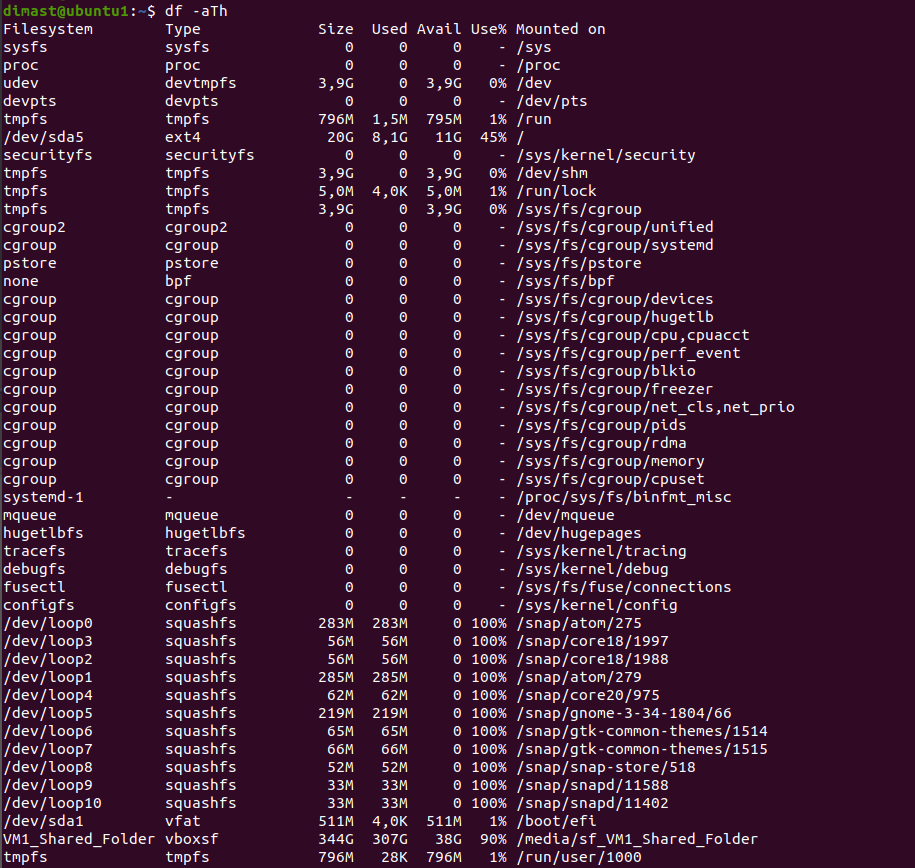 dimast@ubuntu1:~$ df -aTh
Filesystem Type Size Used Avail Use% Mounted on
sysfs sysfs 0 0 0 - /sys
proc proc 0 0 0 - /proc
udev devtmpfs 3,9G 0 3,9G 0% /dev
devpts devpts 0 0 0 - /dev/pts
tmpfs tmpfs 796M 1,5M 795M 1% /run
/dev/sda5 ext4 20G 8,1G 11G 45% /
securityfs securityfs 0 0 0 - /sys/kernel/security
tmpfs tmpfs 3,9G 0 3,9G 0% /dev/shm
tmpfs tmpfs 5,0M 4,0K 5,0M 1% /run/lock
tmpfs tmpfs 3,9G 0 3,9G 0% /sys/fs/cgroup
cgroup2 cgroup2 0 0 0 - /sys/fs/cgroup/unified
cgroup cgroup 0 0 0 - /sys/fs/cgroup/systemd
pstore pstore 0 0 0 - /sys/fs/pstore
none bpf 0 0 0 - /sys/fs/bpf
cgroup cgroup 0 0 0 - /sys/fs/cgroup/devices
cgroup cgroup 0 0 0 - /sys/fs/cgroup/hugetlb
cgroup cgroup 0 0 0 - /sys/fs/cgroup/cpu,cpuacct
cgroup cgroup 0 0 0 - /sys/fs/cgroup/perf_event
cgroup cgroup 0 0 0 - /sys/fs/cgroup/blkio
cgroup cgroup 0 0 0 - /sys/fs/cgroup/freezer
cgroup cgroup 0 0 0 - /sys/fs/cgroup/net_cls,net_prio
cgroup cgroup 0 0 0 - /sys/fs/cgroup/pids
cgroup cgroup 0 0 0 - /sys/fs/cgroup/rdma
cgroup cgroup 0 0 0 - /sys/fs/cgroup/memory
cgroup cgroup 0 0 0 - /sys/fs/cgroup/cpuset
systemd-1 - - - - - /proc/sys/fs/binfmt_misc
mqueue mqueue 0 0 0 - /dev/mqueue
hugetlbfs hugetlbfs 0 0 0 - /dev/hugepages
tracefs tracefs 0 0 0 - /sys/kernel/tracing
debugfs debugfs 0 0 0 - /sys/kernel/debug
fusectl fusectl 0 0 0 - /sys/fs/fuse/connections
configfs configfs 0 0 0 - /sys/kernel/config
/dev/loop0 squashfs 283M 283M 0 100% /snap/atom/275
/dev/loop3 squashfs 56M 56M 0 100% /snap/core18/1997
/dev/loop2 squashfs 56M 56M 0 100% /snap/core18/1988
/dev/loop1 squashfs 285M 285M 0 100% /snap/atom/279
/dev/loop4 squashfs 62M 62M 0 100% /snap/core20/975
/dev/loop5 squashfs 219M 219M 0 100% /snap/gnome-3-34-1804/66
/dev/loop6 squashfs 65M 65M 0 100% /snap/gtk-common-themes/1514
/dev/loop7 squashfs 66M 66M 0 100% /snap/gtk-common-themes/1515
/dev/loop8 squashfs 52M 52M 0 100% /snap/snap-store/518
/dev/loop9 squashfs 33M 33M 0 100% /snap/snapd/11588
/dev/loop10 squashfs 33M 33M 0 100% /snap/snapd/11402
/dev/sda1 vfat 511M 4,0K 511M 1% /boot/efi
VM1_Shared_Folder vboxsf 344G 307G 38G 90% /media/sf_VM1_Shared_Folder
tmpfs tmpfs 796M 28K 796M 1% /run/user/1000